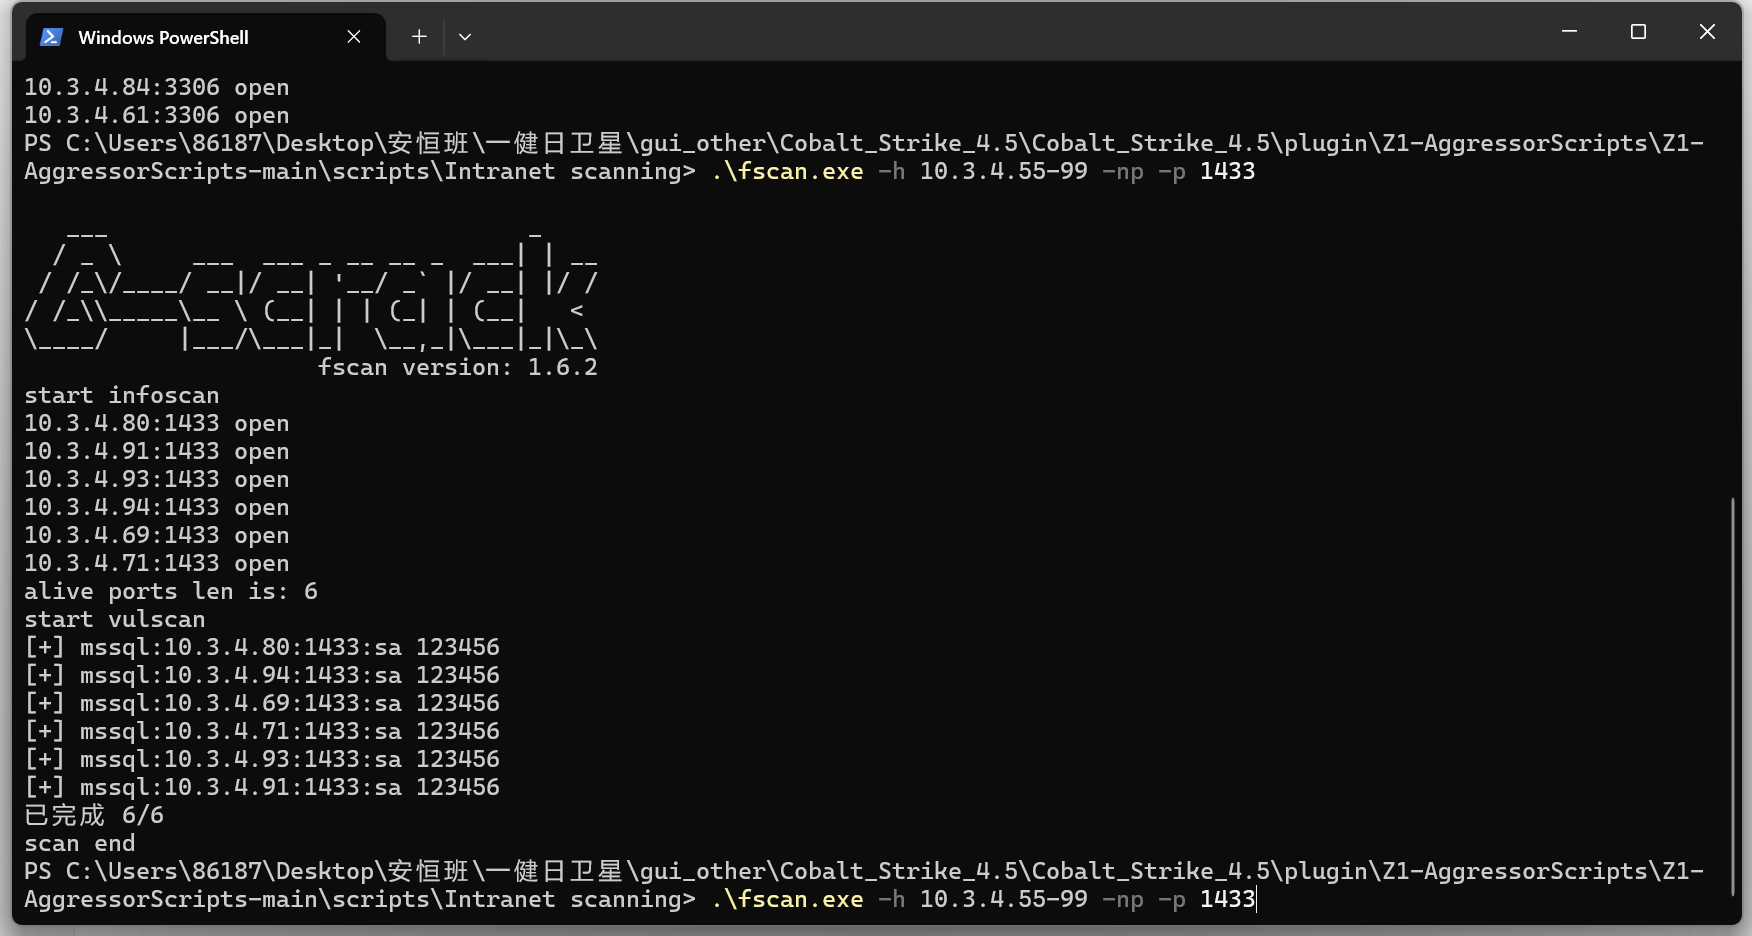 Windows PowerShell
10.3.4.84:3306 open
10.3.4.61:3306 open
PS C:\Users\86187\Desktop\安恒班\一健日卫星\gui_other\Cobalt_Strike_4.5\Cobalt_Strike_4.5\plugin\Z1-
AggressorScripts\Z1-AggressorScripts-main\scripts\Intranet scanning> .\fscan.exe -h 10.3.4.55-99 -np -p 1433
   ___                              _
  / _ \     ___  ___ _ __ __ _  ___| | __
 / /_\/____/ __|/ __| '__/ _` |/ __| |/ /
/ /_\\_____\__ \ (__| | | (_| | (__|   <
\____/     |___/\___|_|  \__,_|\___|_|\_\
                     fscan version: 1.6.2
start infoscan
10.3.4.80:1433 open
10.3.4.91:1433 open
10.3.4.93:1433 open
10.3.4.94:1433 open
10.3.4.69:1433 open
10.3.4.71:1433 open
alive ports len is: 6
start vulscan
[+] mssql:10.3.4.80:1433:sa 123456
[+] mssql:10.3.4.94:1433:sa 123456
[+] mssql:10.3.4.69:1433:sa 123456
[+] mssql:10.3.4.71:1433:sa 123456
[+] mssql:10.3.4.93:1433:sa 123456
[+] mssql:10.3.4.91:1433:sa 123456
已完成 6/6
scan end
PS C:\Users\86187\Desktop\安恒班\一健日卫星\gui_other\Cobalt_Strike_4.5\Cobalt_Strike_4.5\plugin\Z1-AggressorScripts\Z1-
AggressorScripts-main\scripts\Intranet scanning> .\fscan.exe -h 10.3.4.55-99 -np -p 1433